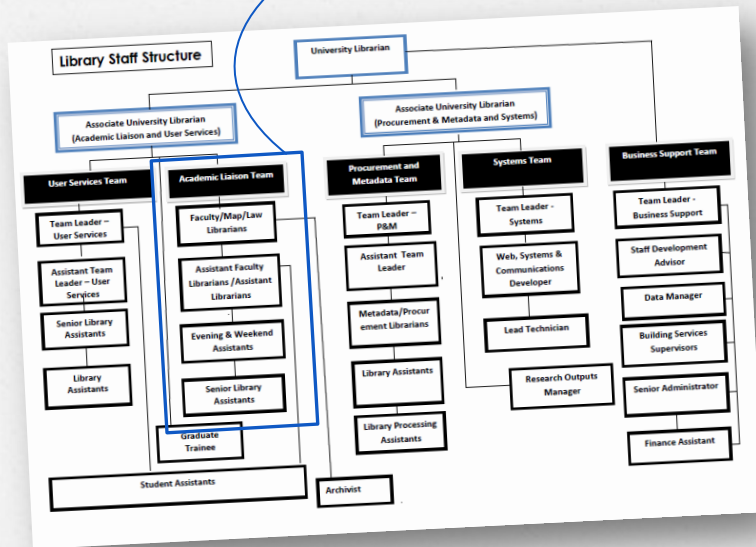 Library Staff Structure
University Librarian
Associate University Librarian
(Academic Liaison and User Services)
Associate University Librarian
(Procurement & Metadata and Systems)
User Services Team
Team Leader –
User Services
Assistant Team
Leader – User
Services
Senior Library
Assistants
Library
Assistants
Academic Liaison Team
Faculty/Map/Law
Librarians
Assistant Faculty
Librarians /Assistant
Librarians
Evening & Weekend
Assistants
Senior Library
Assistants
Graduate
Trainee
Student Assistants
Archivist
Procurement and
Metadata Team
Team Leader –
P&M
Assistant Team
Leader
Metadata/Procur
ement Librarians
Library Assistants
Library Processing
Assistants
Systems Team
Team Leader -
Systems
Web, Systems &
Communications
Developer
Lead Technician
Research Outputs
Manager
Business Support Team
Team Leader -
Business Support
Staff Development
Advisor
Data Manager
Building Services
Supervisors
Senior Administrator
Finance Assistant